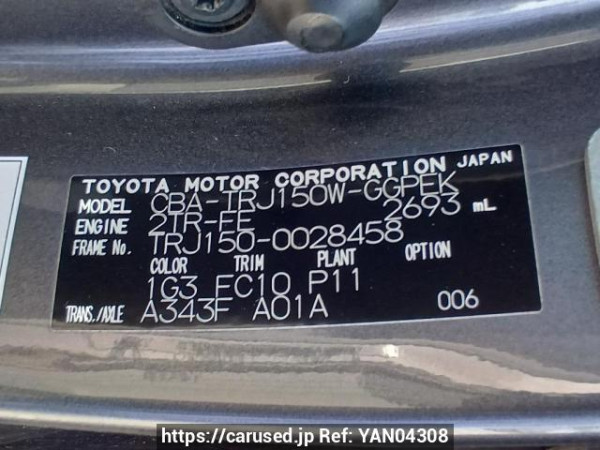 TOYOTA MOTOR CORPORATION JAPAN
MODEL CBA-TRJ150W-GGPEK
ENGINE 2TR-FE 2693 mL
FRAME No. TRJ150-0028458
COLOR TRIM PLANT OPTION
1G3 FC10 P11
TRANS./AXLE A343F A01A 006
https://carused.jp Ref: YAN04308